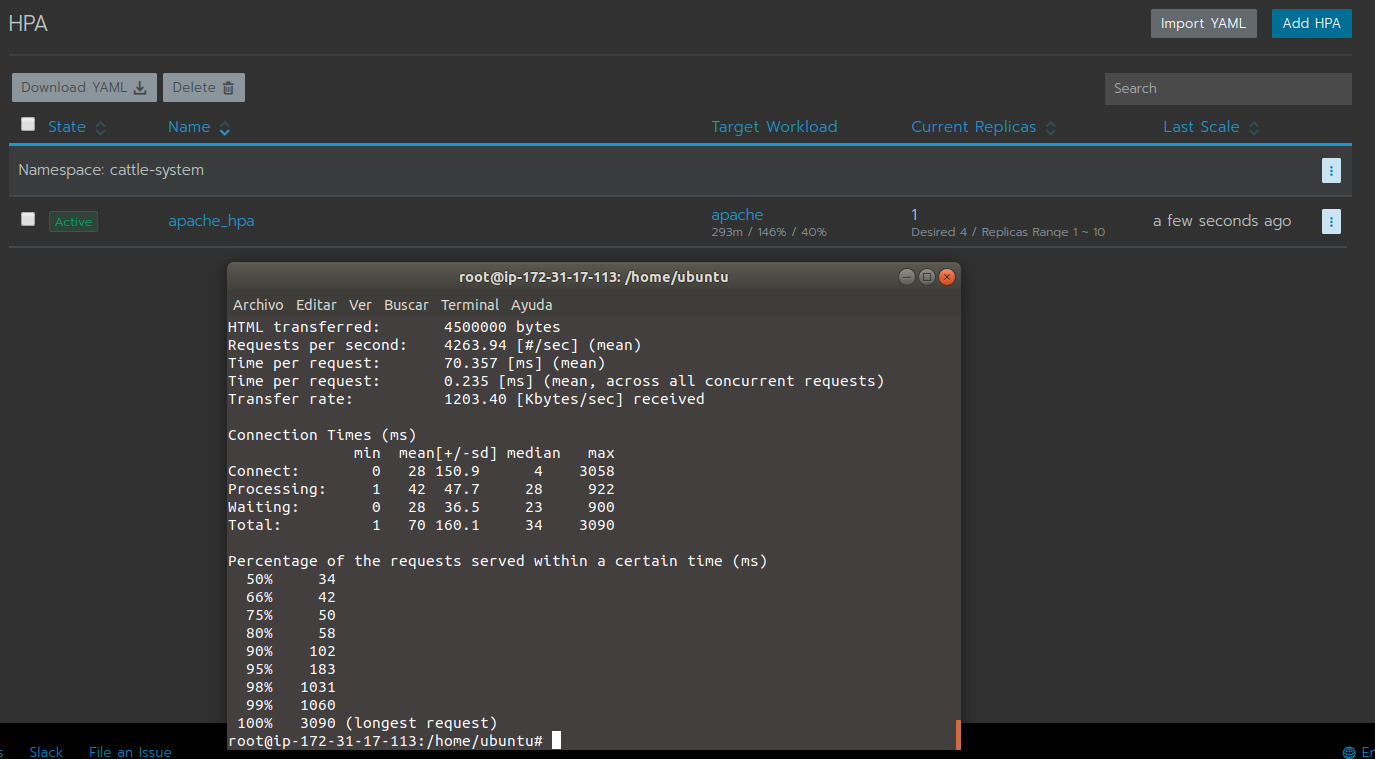 HPA
Import YAML
Add HPA
Download YAML
Delete
Search
State
Name
Target Workload
Current Replicas
Last Scale
Namespace: cattle-system
Active
apache_hpa
apache
293m / 146% / 40%
1
Desired 4 / Replicas Range 1 ~ 10
a few seconds ago
root@ip-172-31-17-113: /home/ubuntu
Archivo Editar Ver Buscar Terminal Ayuda
HTML transferred: 4500000 bytes
Requests per second: 4263.94 [#/sec] (mean)
Time per request: 70.357 [ms] (mean)
Time per request: 0.235 [ms] (mean, across all concurrent requests)
Transfer rate: 1203.40 [Kbytes/sec] received
Connection Times (ms)
min mean[+/-sd] median max
Connect: 0 28 150.9 4 3058
Processing: 1 42 47.7 28 922
Waiting: 0 28 36.5 23 900
Total: 1 70 160.1 34 3090
Percentage of the requests served within a certain time (ms)
50% 34
66% 42
75% 50
80% 58
90% 102
95% 183
98% 1031
99% 1060
100% 3090 (longest request)
root@ip-172-31-17-113:/home/ubuntu#
s Slack File an Issue
En